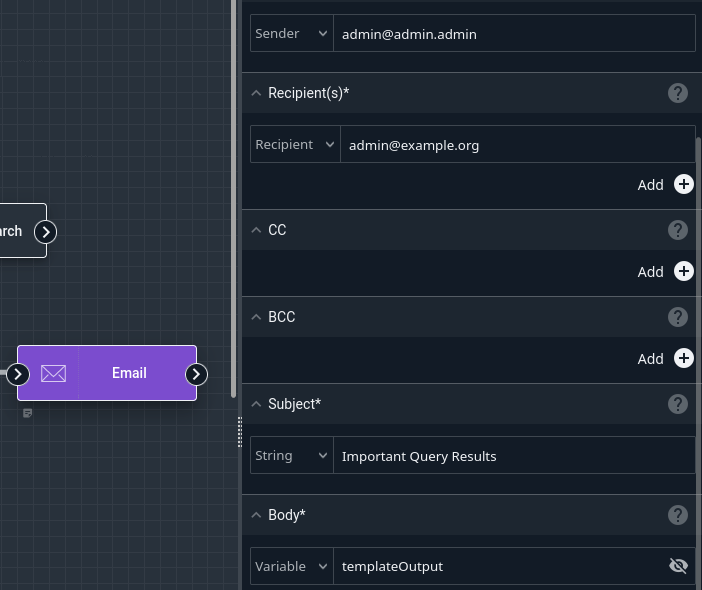 Sender admin@admin.admin
Recipient(s)*
Recipient admin@example.org
Add
CC
Add
BCC
Add
Subject*
String Important Query Results
Body*
Variable templateOutput
arch
Email